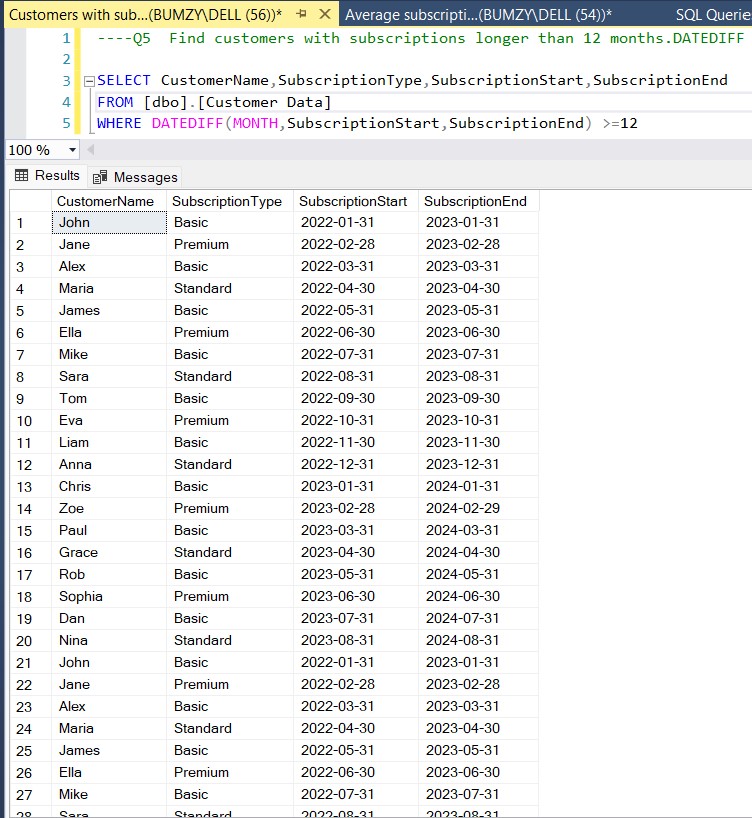 Customers with sub...(BUMZY\DELL (56))* Average subscripti...(BUMZY\DELL (54))* SQL Querie
1 ----Q5  Find customers with subscriptions longer than 12 months.DATEDIFF
2
3 SELECT CustomerName,SubscriptionType,SubscriptionStart,SubscriptionEnd
4 FROM [dbo].[Customer Data]
5 WHERE DATEDIFF(MONTH,SubscriptionStart,SubscriptionEnd) >=12
100 %
Results Messages
CustomerName SubscriptionType SubscriptionStart SubscriptionEnd
1 John Basic 2022-01-31 2023-01-31
2 Jane Premium 2022-02-28 2023-02-28
3 Alex Basic 2022-03-31 2023-03-31
4 Maria Standard 2022-04-30 2023-04-30
5 James Basic 2022-05-31 2023-05-31
6 Ella Premium 2022-06-30 2023-06-30
7 Mike Basic 2022-07-31 2023-07-31
8 Sara Standard 2022-08-31 2023-08-31
9 Tom Basic 2022-09-30 2023-09-30
10 Eva Premium 2022-10-31 2023-10-31
11 Liam Basic 2022-11-30 2023-11-30
12 Anna Standard 2022-12-31 2023-12-31
13 Chris Basic 2023-01-31 2024-01-31
14 Zoe Premium 2023-02-28 2024-02-29
15 Paul Basic 2023-03-31 2024-03-31
16 Grace Standard 2023-04-30 2024-04-30
17 Rob Basic 2023-05-31 2024-05-31
18 Sophia Premium 2023-06-30 2024-06-30
19 Dan Basic 2023-07-31 2024-07-31
20 Nina Standard 2023-08-31 2024-08-31
21 John Basic 2022-01-31 2023-01-31
22 Jane Premium 2022-02-28 2023-02-28
23 Alex Basic 2022-03-31 2023-03-31
24 Maria Standard 2022-04-30 2023-04-30
25 James Basic 2022-05-31 2023-05-31
26 Ella Premium 2022-06-30 2023-06-30
27 Mike Basic 2022-07-31 2023-07-31
28 Sara Standard 2022-08-31 2023-08-31